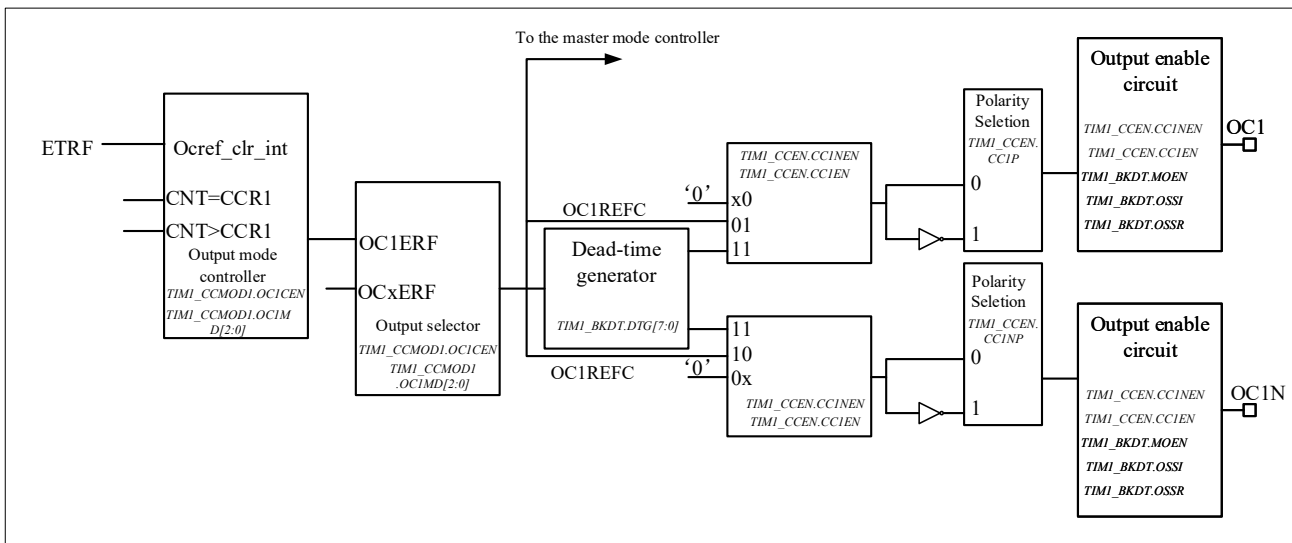 To the master mode controller
ETRF
Ocref_clr_int
CNT=CCR1
CNT>CCR1
Output mode
controller
TIM1_CCMOD1.OC1CEN
TIM1_CCMOD1.OC1M
D[2:0]
OC1ERF
OCxERF
Output selector
TIM1_CCMOD1.OC1CEN
TIM1_CCMOD1
.OC1MD[2:0]
OC1REFC
Dead-time
generator
TIM1_BKDT.DTG[7:0]
OC1REFC
TIM1_CCEN.CC1NEN
TIM1_CCEN.CC1EN
‘0’
x0
01
11
11
10
‘0’
0x
TIM1_CCEN.CC1NEN
TIM1_CCEN.CC1EN
Polarity
Seletion
TIM1_CCEN.
CC1P
0
1
Polarity
Seletion
TIM1_CCEN.
CC1NP
0
1
Output enable
circuit
TIM1_CCEN.CC1NEN
TIM1_CCEN.CC1EN
TIM1_BKDT.MOEN
TIM1_BKDT.OSSI
TIM1_BKDT.OSSR
OC1
Output enable
circuit
TIM1_CCEN.CC1NEN
TIM1_CCEN.CC1EN
TIM1_BKDT.MOEN
TIM1_BKDT.OSSI
TIM1_BKDT.OSSR
OC1N